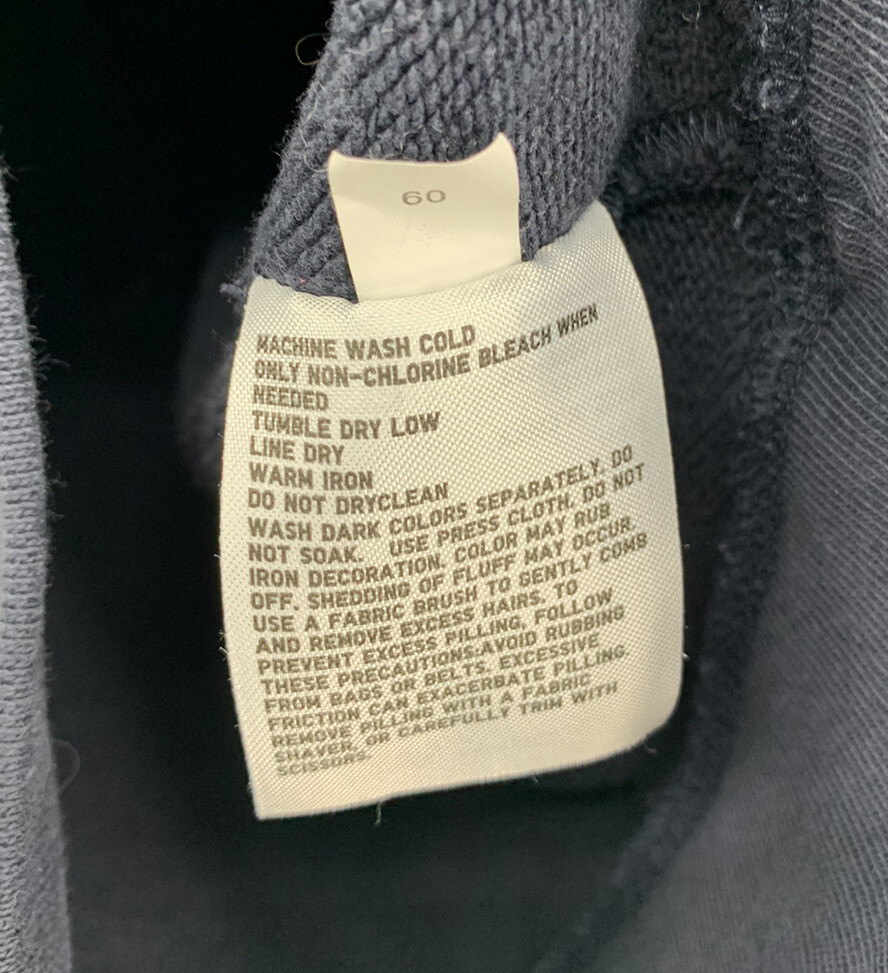 60
MACHINE WASH COLD
ONLY NON-CHLORINE BLEACH WHEN
NEEDED
TUMBLE DRY LOW
LINE DRY
WARM IRON
DO NOT DRYCLEAN
WASH DARK COLORS SEPARATELY. DO
NOT SOAK. USE PRESS CLOTH. DO NOT
IRON DECORATION. COLOR MAY RUB
OFF. SHEDDING OF FLUFF MAY OCCUR.
USE A FABRIC BRUSH TO GENTLY COMB
AND REMOVE EXCESS HAIRS. TO
PREVENT EXCESS PILLING, FOLLOW
THESE PRECAUTIONS:AVOID RUBBING
FROM BAGS OR BELTS. EXCESSIVE
FRICTION CAN EXACERBATE PILLING
REMOVE PILLING WITH A FABRIC
SHAVER, OR CAREFULLY TRIM WITH
SCISSORS.